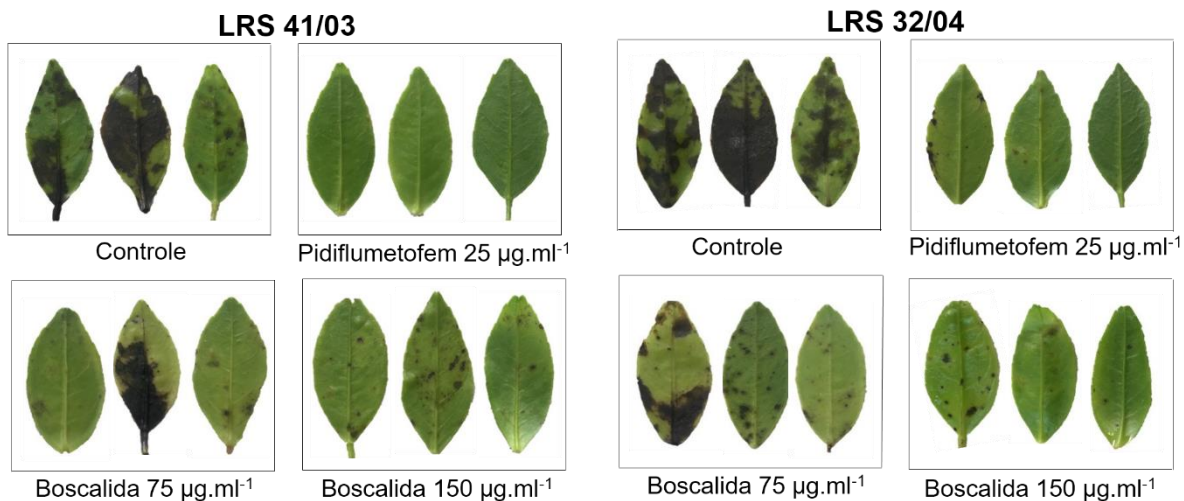 LRS 41/03
LRS 32/04
Controle
Pidiflumetofem 25 µg.ml⁻¹
Controle
Pidiflumetofem 25 µg.ml⁻¹
Boscalida 75 µg.ml⁻¹
Boscalida 150 µg.ml⁻¹
Boscalida 75 µg.ml⁻¹
Boscalida 150 µg.ml⁻¹